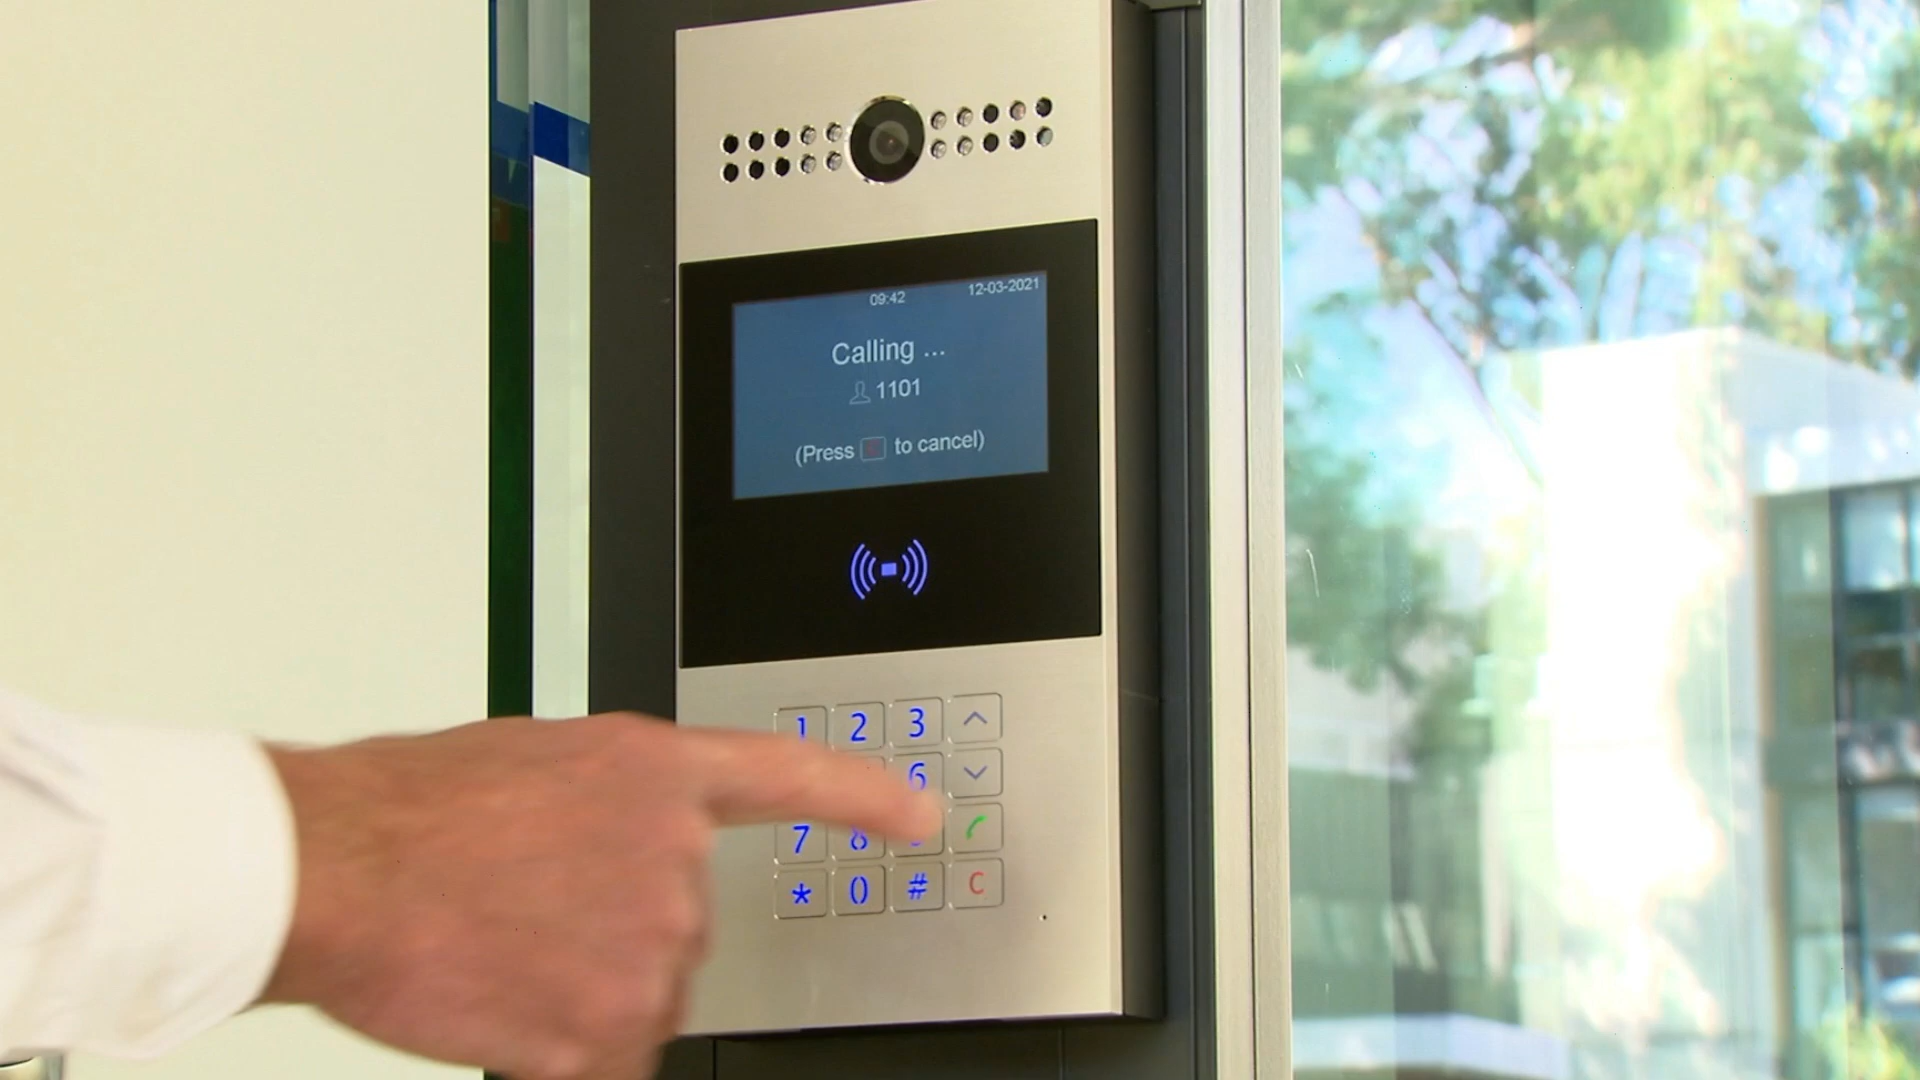 09:42 12-03-2021
Calling ...
1101
(Press to cancel)
1 2 3
6
7 8
* 0 # C